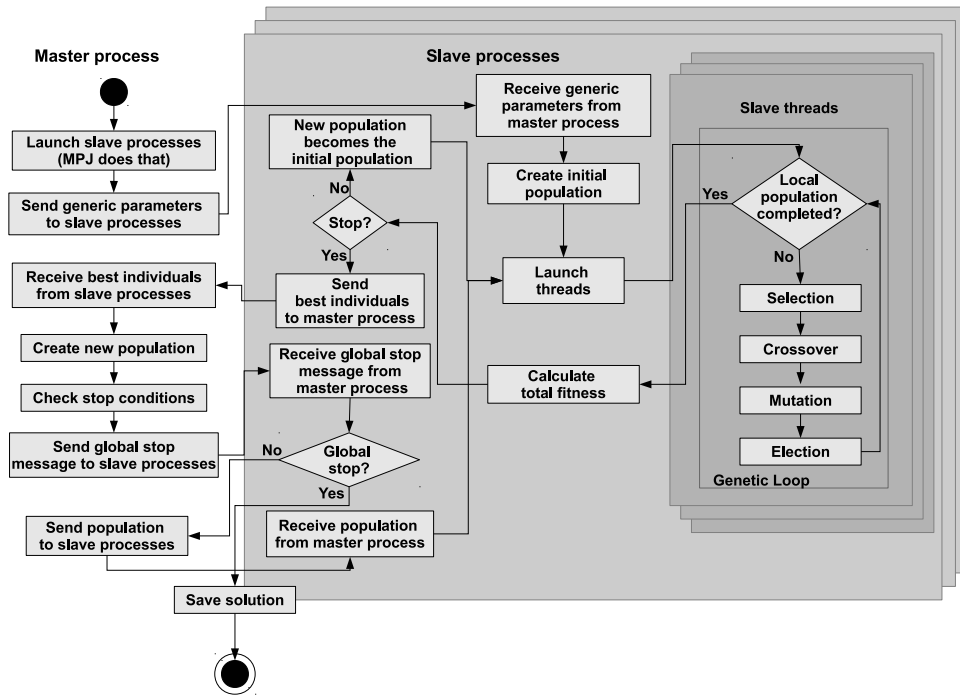 Master process
Slave processes
Slave threads
Launch slave processes
(MPJ does that)
Send generic parameters
to slave processes
Receive best individuals
from slave processes
Create new population
Check stop conditions
Send global stop
message to slave processes
Send population
to slave processes
Save solution
New population
becomes the
initial population
No
Stop?
Yes
Send
best individuals
to master process
Receive global stop
message from
master process
No
Global
stop?
Yes
Receive population
from master process
Receive generic
parameters from
master process
Create initial
population
Launch
threads
Calculate
total fitness
Yes
Local
population
completed?
No
Selection
Crossover
Mutation
Election
Genetic Loop